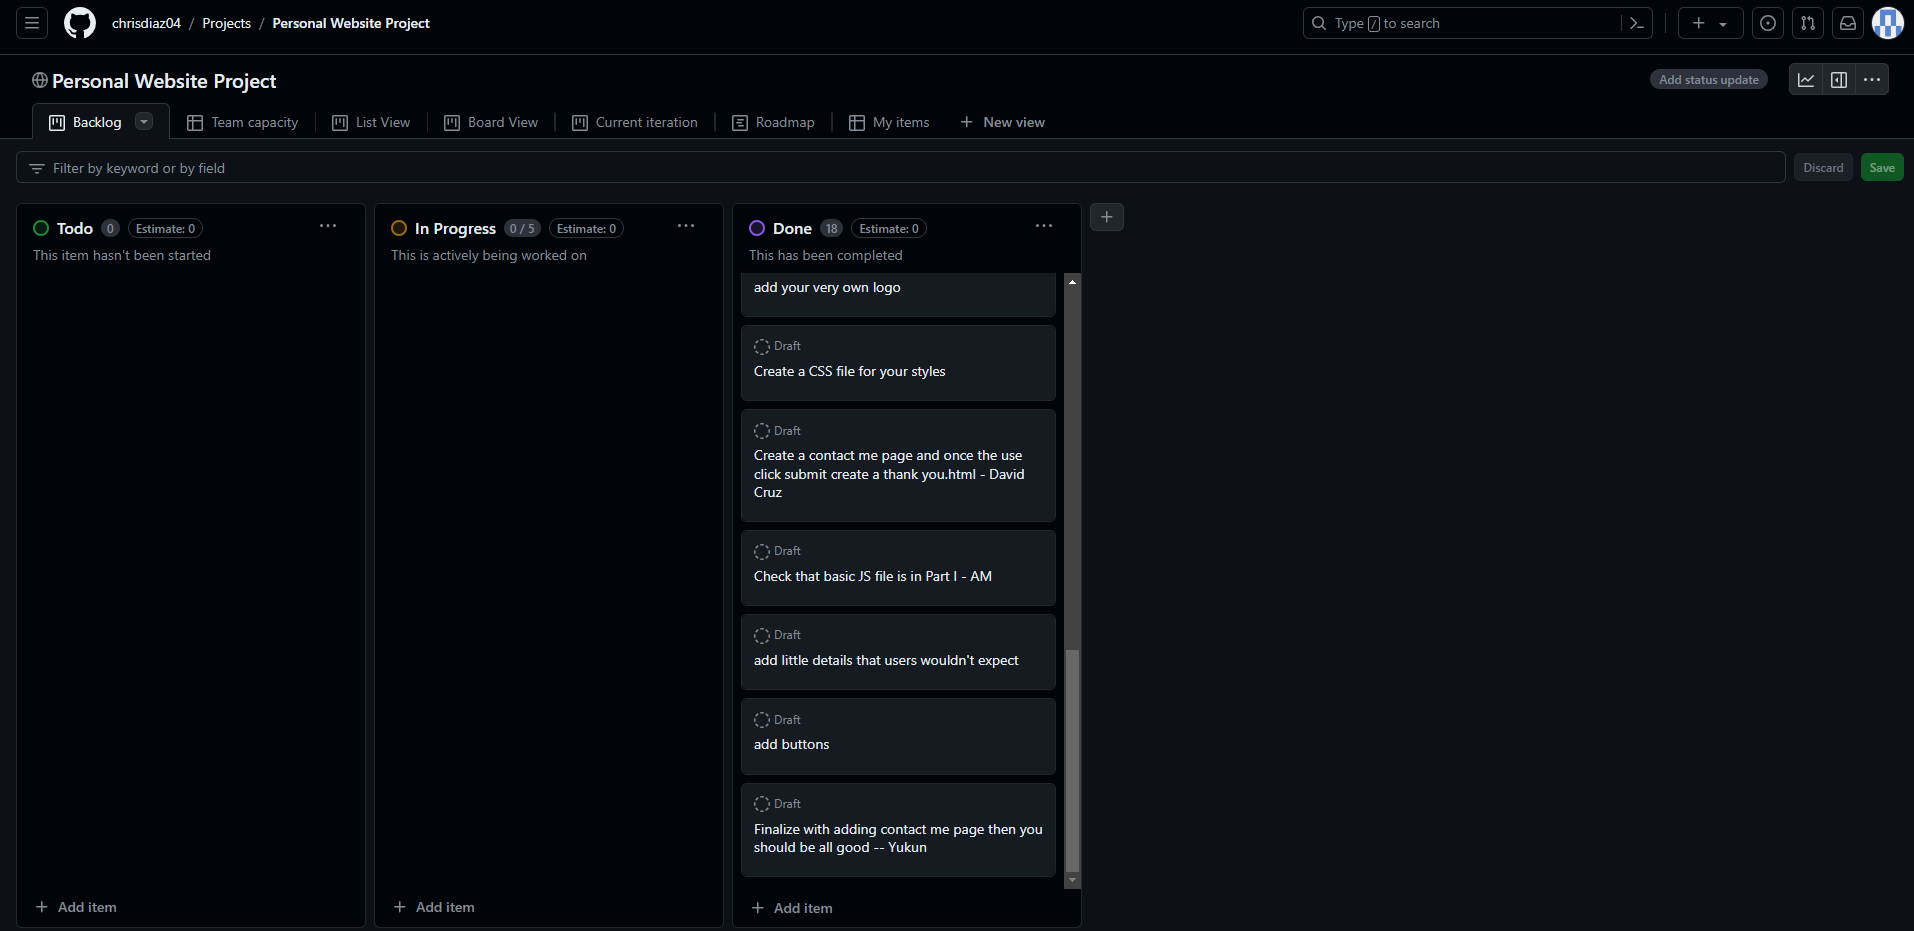 chrisdiaz04 / Projects / Personal Website Project
Type / to search
Personal Website Project
Add status update
Backlog
Team capacity
List View
Board View
Current iteration
Roadmap
My items
New view
Filter by keyword or by field
Discard
Save
Todo 0 Estimate: 0
This item hasn't been started
Add item
In Progress 0 / 5 Estimate: 0
This is actively being worked on
Add item
Done 18 Estimate: 0
This has been completed
add your very own logo
Draft
Create a CSS file for your styles
Draft
Create a contact me page and once the use
click submit create a thank you.html - David
Cruz
Draft
Check that basic JS file is in Part I - AM
Draft
add little details that users wouldn't expect
Draft
add buttons
Draft
Finalize with adding contact me page then you
should be all good -- Yukun
Add item